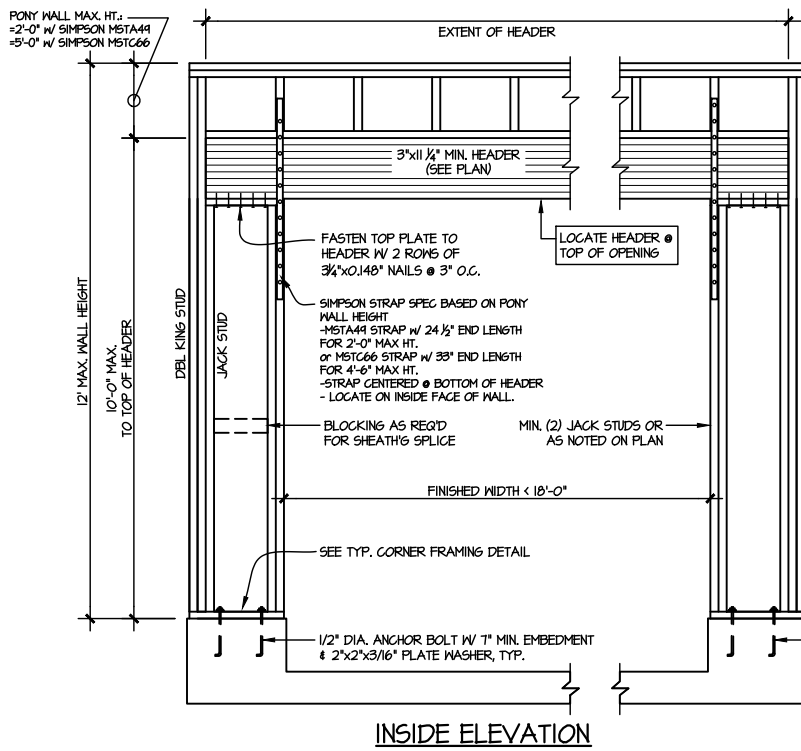 PONY WALL MAX. HT.:
=2'-0" W/ SIMPSON MSTA49
=5'-0" W/ SIMPSON MSTC66
EXTENT OF HEADER
3"x11 1/4" MIN. HEADER
(SEE PLAN)
FASTEN TOP PLATE TO
HEADER W/ 2 ROWS OF
3/4"x0.148" NAILS @ 3" O.C.
LOCATE HEADER @
TOP OF OPENING
SIMPSON STRAP SPEC BASED ON PONY
WALL HEIGHT
-MSTA49 STRAP W/ 24 1/2" END LENGTH
FOR 2'-0" MAX HT.
or MSTC66 STRAP W/ 33" END LENGTH
FOR 4'-6" MAX HT.
-STRAP CENTERED @ BOTTOM OF HEADER
- LOCATE ON INSIDE FACE OF WALL.
12' MAX. WALL HEIGHT
10'-0" MAX.
TO TOP OF HEADER
DBL KING STUD
JACK STUD
BLOCKING AS REQ'D
FOR SHEATH'G SPLICE
MIN. (2) JACK STUDS OR
AS NOTED ON PLAN
FINISHED WIDTH < 18'-0"
SEE TYP. CORNER FRAMING DETAIL
1/2" DIA. ANCHOR BOLT W/ 7" MIN. EMBEDMENT
& 2"x2"x3/16" PLATE WASHER, TYP.
INSIDE ELEVATION